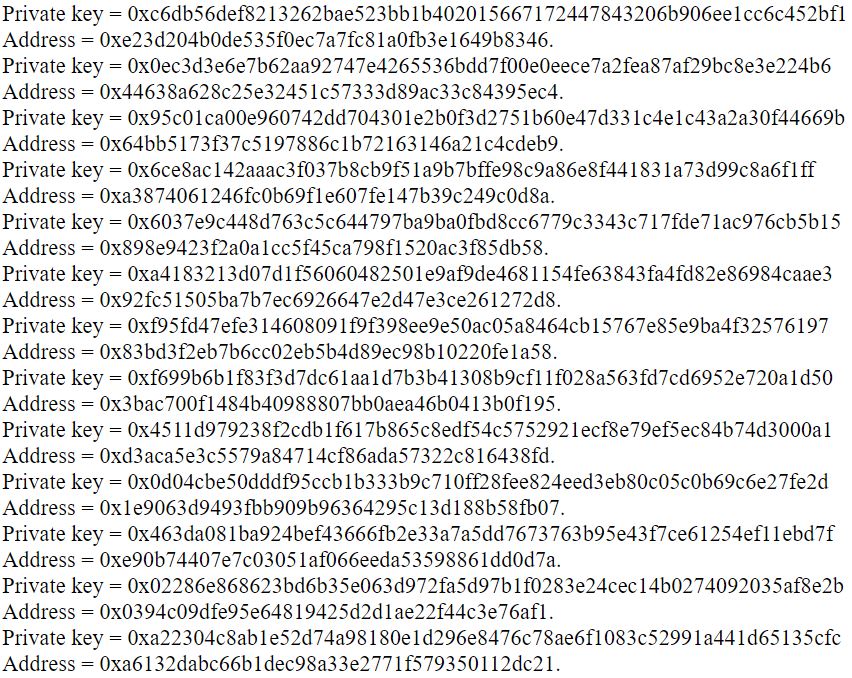 Private key = 0xc6db56def8213262bae523bb1b402015667172447843206b906ee1cc6c452bf1
Address = 0xe23d204b0de535f0ec7a7fc81a0fb3e1649b8346.
Private key = 0x0ec3d3e6e7b62aa92747e4265536bdd7f00e0eece7a2fea87af29bc8e3e224b6
Address = 0x44638a628c25e32451c57333d89ac33c84395ec4.
Private key = 0x95c01ca00e960742dd704301e2b0f3d2751b60e47d331c4e1c43a2a30f44669b
Address = 0x64bb5173f37c5197886c1b72163146a21c4cdeb9.
Private key = 0x6ce8ac142aaac3f037b8cb9f51a9b7bffe98c9a86e8f441831a73d99c8a6f1ff
Address = 0xa3874061246fc0b69f1e607fe147b39c249c0d8a.
Private key = 0x6037e9c448d763c5c644797ba9ba0fbd8cc6779c3343c717fde71ac976cb5b15
Address = 0x898e9423f2a0a1cc5f45ca798f1520ac3f85db58.
Private key = 0xa4183213d07d1f56060482501e9af9de4681154fe63843fa4fd82e86984caae3
Address = 0x92fc51505ba7b7ec6926647e2d47e3ce261272d8.
Private key = 0xf95fd47efe314608091f9f398ee9e50ac05a8464cb15767e85e9ba4f32576197
Address = 0x83bd3f2eb7b6cc02eb5b4d89ec98b10220fe1a58.
Private key = 0xf699b6b1f83f3d7dc61aa1d7b3b41308b9cf11f028a563fd7cd6952e720a1d50
Address = 0x3bac700f1484b40988807bb0aea46b0413b0f195.
Private key = 0x4511d979238f2cdb1f617b865c8edf54c5752921ecf8e79ef5ec84b74d3000a1
Address = 0xd3aca5e3c5579a84714cf86ada57322c816438fd.
Private key = 0x0d04cbe50dddf95ccb1b333b9c710ff28fee824eed3eb80c05c0b69c6e27fe2d
Address = 0x1e9063d9493fbb909b96364295c13d188b58fb07.
Private key = 0x463da081ba924bef43666fb2e33a7a5dd7673763b95e43f7ce61254ef11ebd7f
Address = 0xe90b74407e7c03051af066eeda53598861dd0d7a.
Private key = 0x02286e868623bd6b35e063d972fa5d97b1f0283e24cec14b0274092035af8e2b
Address = 0x0394c09dfe95e64819425d2d1ae22f44c3e76af1.
Private key = 0xa22304c8ab1e52d74a98180e1d296e8476c78ae6f1083c52991a441d65135cfc
Address = 0xa6132dabc66b1dec98a33e2771f579350112dc21.